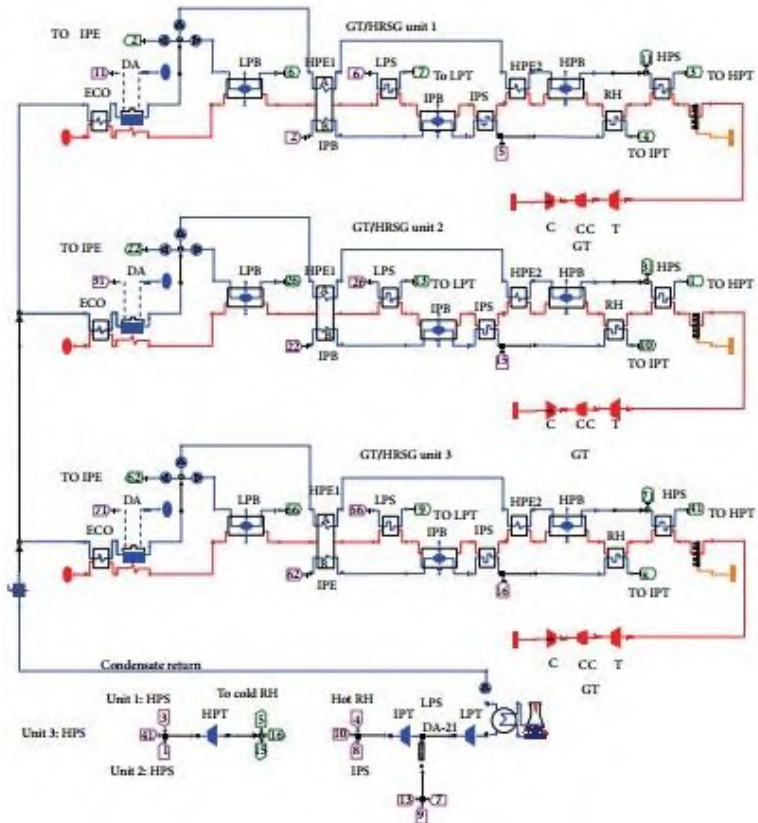 GT/HRSG unit 1
TO IPE
2
LPB
6
HPE1
LPS
6
7
To LPT
HPE2
HPB
HPS
3
TO HPT
11
DA
ECO
A
IPB
IPS
RH
2
IPB
5
4
TO IPT
C
CC
T
GT
GT/HRSG unit 2
TO IPE
22
LPB
26
HPE1
LPS
26
13
TO LPT
HPE2
HPB
HPS
TO HPT
DA
ECO
IPB
IPS
RH
22
IPB
15
10
TO IPT
C
CC
T
GT
GT/HRSG unit 3
TO IPE
62
LPB
66
HPE1
LPS
66
9
TO LPT
HPE2
HPB
HPS
41
TO HPT
71
DA
ECO
IPB
IPS
RH
62
IPE
16
TO IPT
C
CC
T
GT
Condensate return
Unit 1: HPS
To cold RH
Hot RH
LPS
3
HPT
5
4
IPT
LPT
Unit 3: HPS
41
16
10
DA-21
1
15
8
Unit 2: HPS
IPS
13
7
9